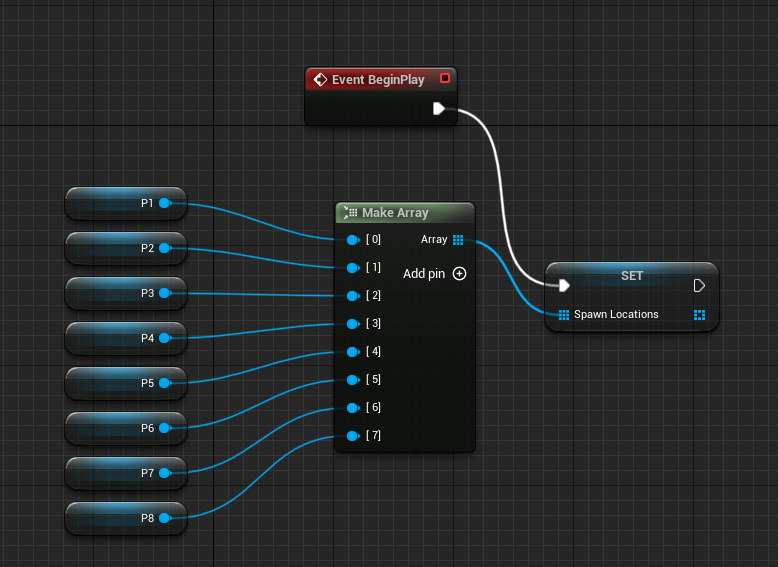 Event BeginPlay
P1
P2
P3
P4
P5
P6
P7
P8
Make Array
[ 0]
Array
[ 1]
Add pin
[ 2]
[ 3]
[ 4]
[ 5]
[ 6]
[ 7]
SET
Spawn Locations